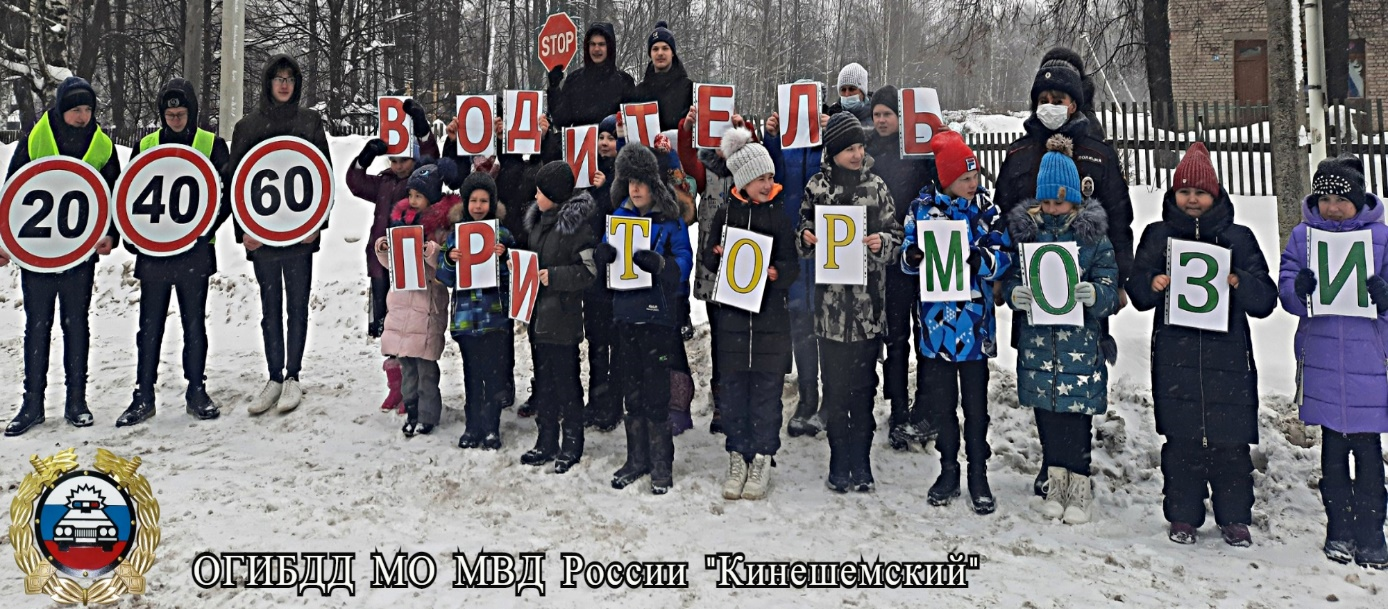 STOP
ВОДИТЕЛЬ
20 40 60
ПРИТОРМОЗИ
ОГИБДД МО МВД России "Кинешемский"